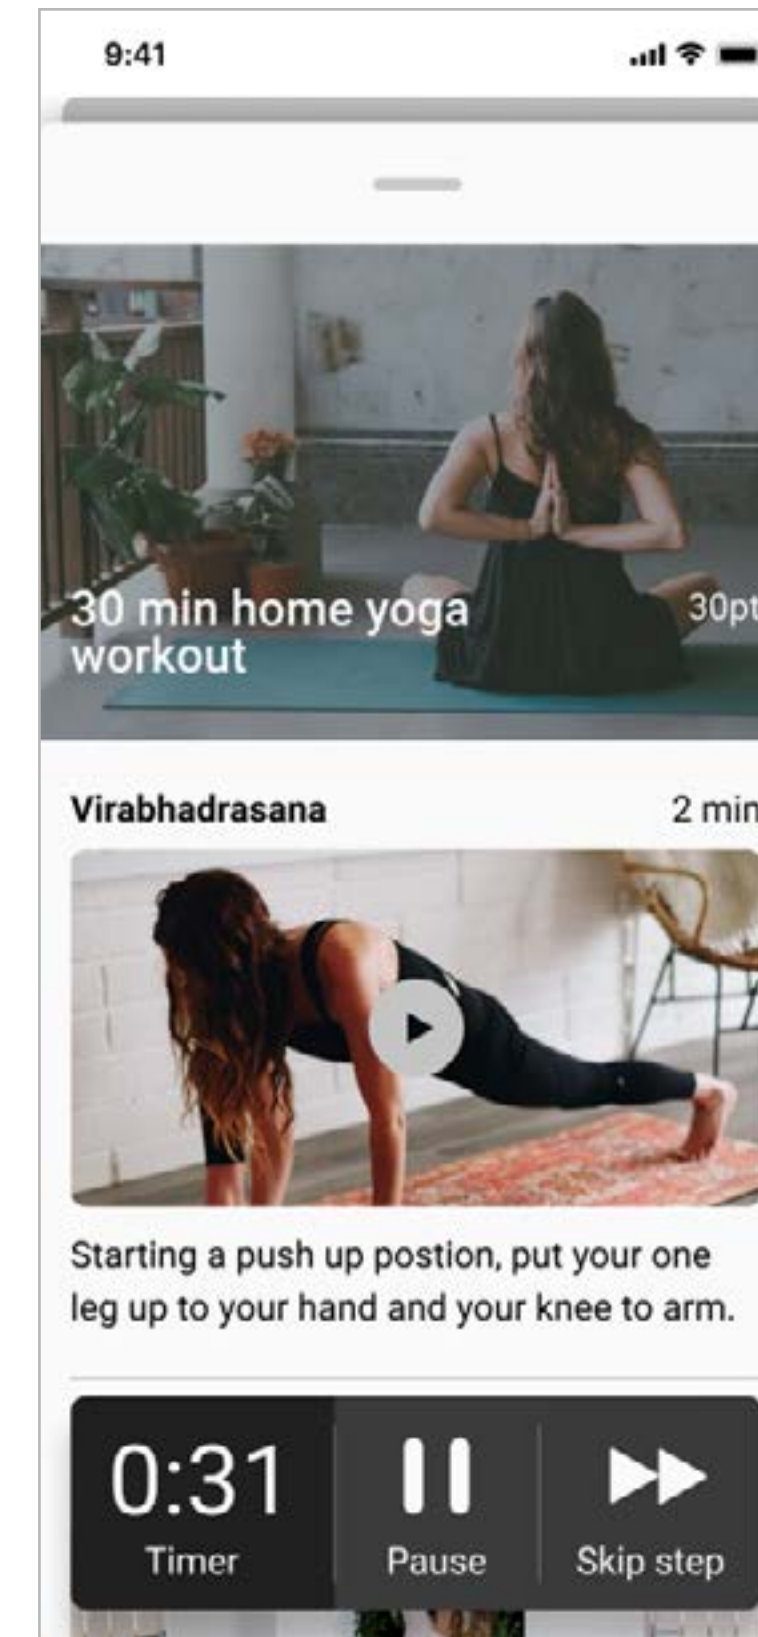 9:41
30 min home yoga
workout
30pt
Virabhadrasana
2 min
Starting a push up postion, put your one
leg up to your hand and your knee to arm.
0:31
Timer
Pause
Skip step